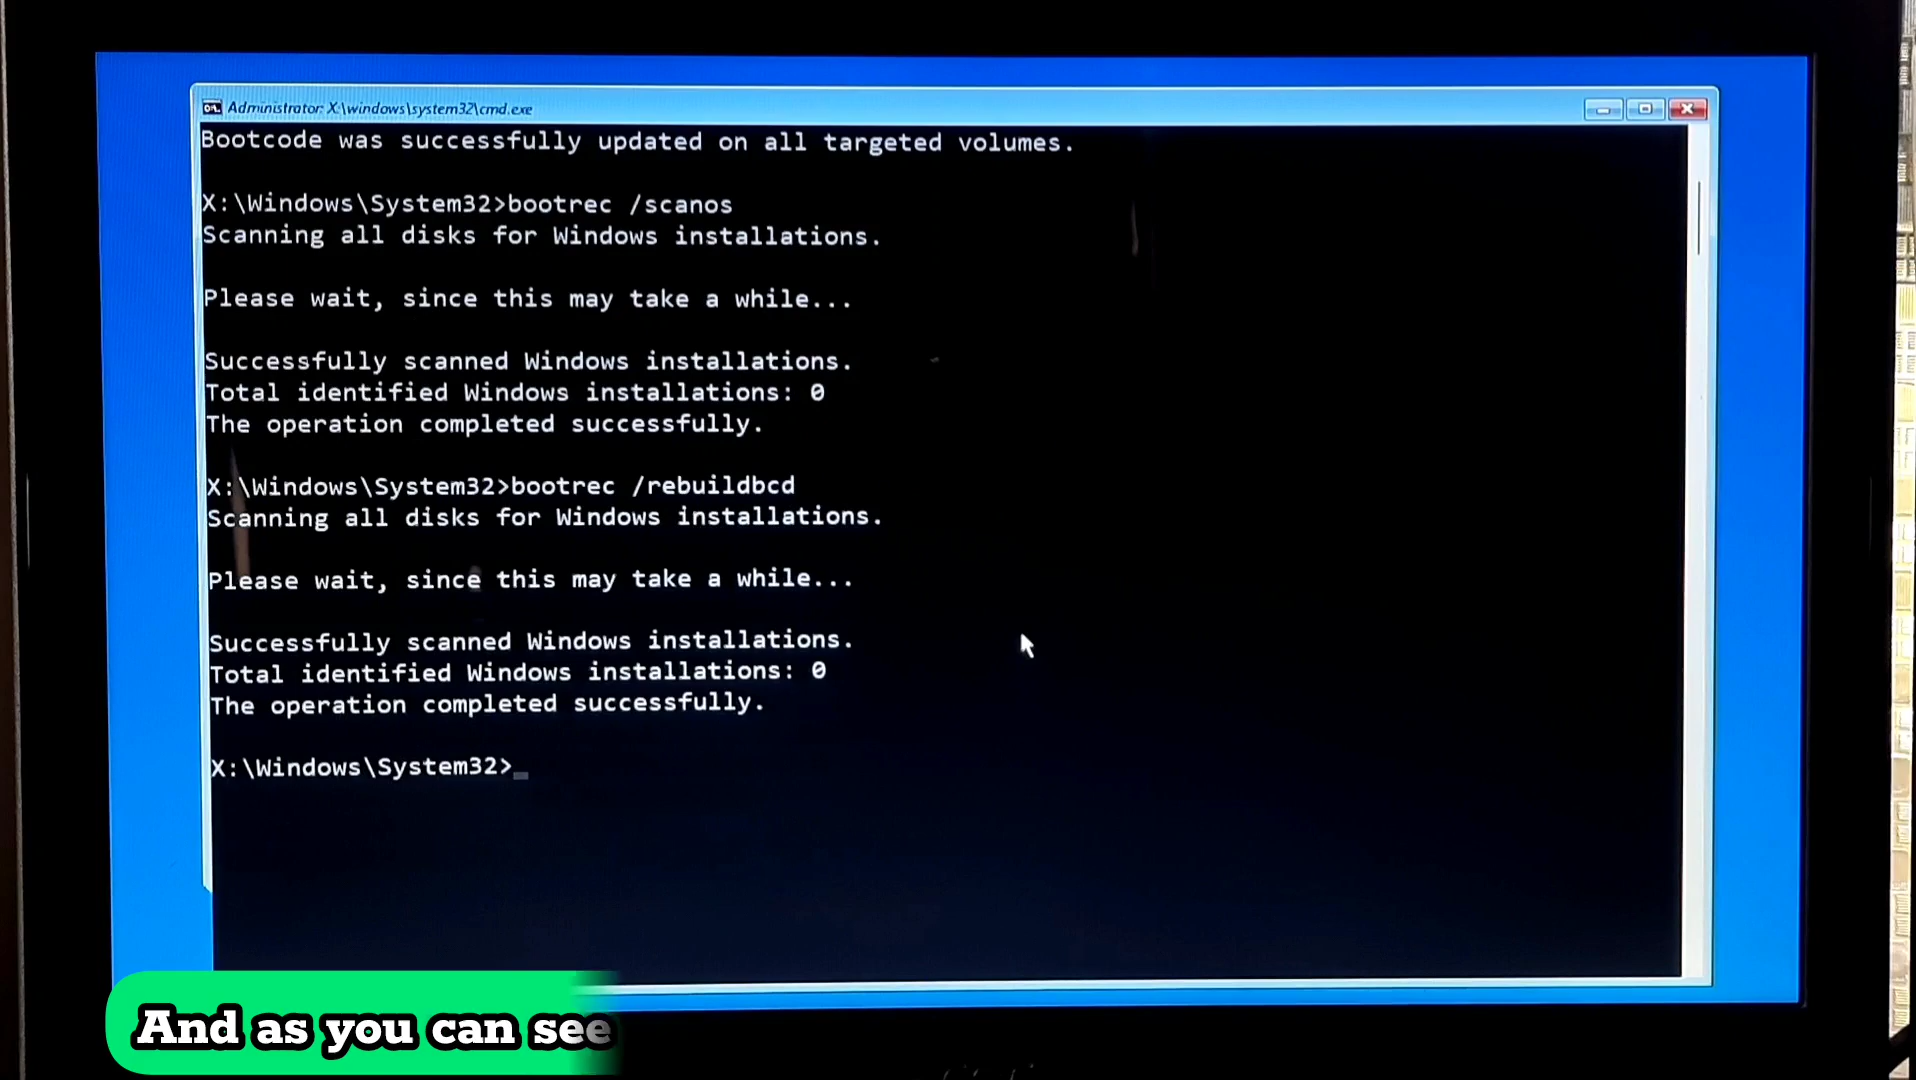 Administrator: X:\windows\system32\cmd.exe
Bootcode was successfully updated on all targeted volumes.
X:\Windows\System32>bootrec /scanos
Scanning all disks for Windows installations.
Please wait, since this may take a while...
Successfully scanned Windows installations.
Total identified Windows installations: 0
The operation completed successfully.
X:\Windows\System32>bootrec /rebuildbcd
Scanning all disks for Windows installations.
Please wait, since this may take a while...
Successfully scanned Windows installations.
Total identified Windows installations: 0
The operation completed successfully.
X:\Windows\System32>_
And as you can see